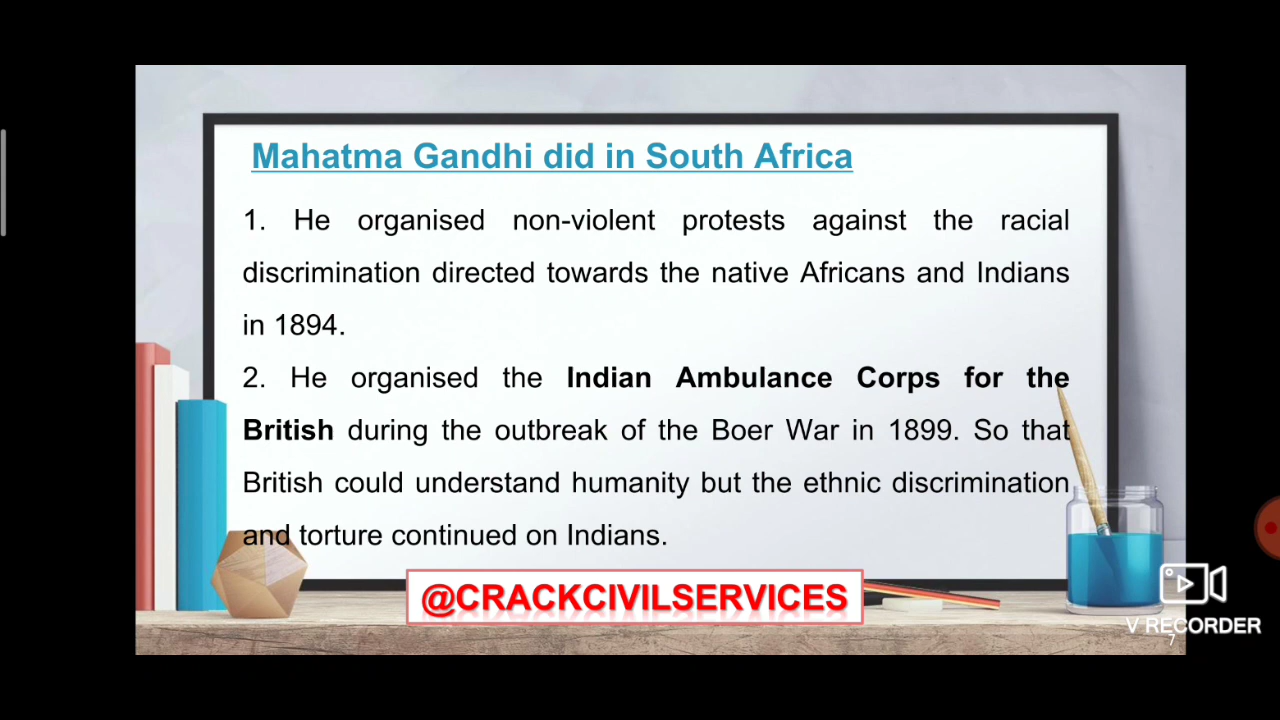 Mahatma Gandhi did in South Africa
1. He organised non-violent protests against the racial
discrimination directed towards the native Africans and Indians
in 1894.
2. He organised the Indian Ambulance Corps for the
British during the outbreak of the Boer War in 1899. So that
British could understand humanity but the ethnic discrimination
and torture continued on Indians.
@CRACKCIVILSERVICES
V RECORDER
7